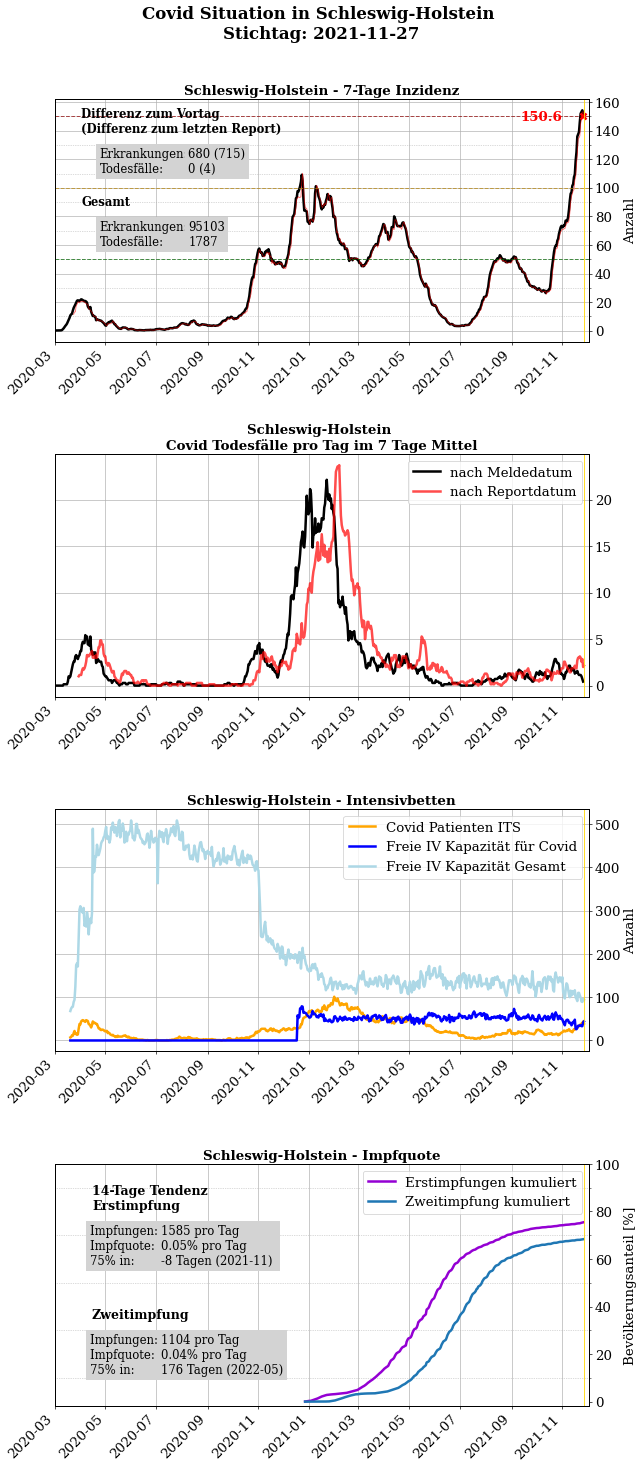 Covid Situation in Schleswig-Holstein
Stichtag: 2021-11-27
Schleswig-Holstein - 7-Tage Inzidenz
Differenz zum Vortag
(Differenz zum letzten Report)
Erkrankungen 680 (715)
Todesfälle: 0 (4)
Gesamt
Erkrankungen 95103
Todesfälle: 1787
150.6
160
140
120
100
80
60
40
20
0
Anzahl
2020-03
2020-05
2020-07
2020-09
2020-11
2021-01
2021-03
2021-05
2021-07
2021-09
2021-11
Schleswig-Holstein
Covid Todesfälle pro Tag im 7 Tage Mittel
nach Meldedatum
nach Reportdatum
20
15
10
5
0
2020-03
2020-05
2020-07
2020-09
2020-11
2021-01
2021-03
2021-05
2021-07
2021-09
2021-11
Schleswig-Holstein - Intensivbetten
Covid Patienten ITS
Freie IV Kapazität für Covid
Freie IV Kapazität Gesamt
500
400
300
200
100
0
Anzahl
2020-03
2020-05
2020-07
2020-09
2020-11
2021-01
2021-03
2021-05
2021-07
2021-09
2021-11
Schleswig-Holstein - Impfquote
14-Tage Tendenz
Erstimpfung
Impfungen: 1585 pro Tag
Impfquote: 0.05% pro Tag
75% in: -8 Tagen (2021-11)
Zweitimpfung
Impfungen: 1104 pro Tag
Impfquote: 0.04% pro Tag
75% in: 176 Tagen (2022-05)
Erstimpfungen kumuliert
Zweitimpfung kumuliert
100
80
60
40
20
0
Bevölkerungsanteil [%]
2020-03
2020-05
2020-07
2020-09
2020-11
2021-01
2021-03
2021-05
2021-07
2021-09
2021-11